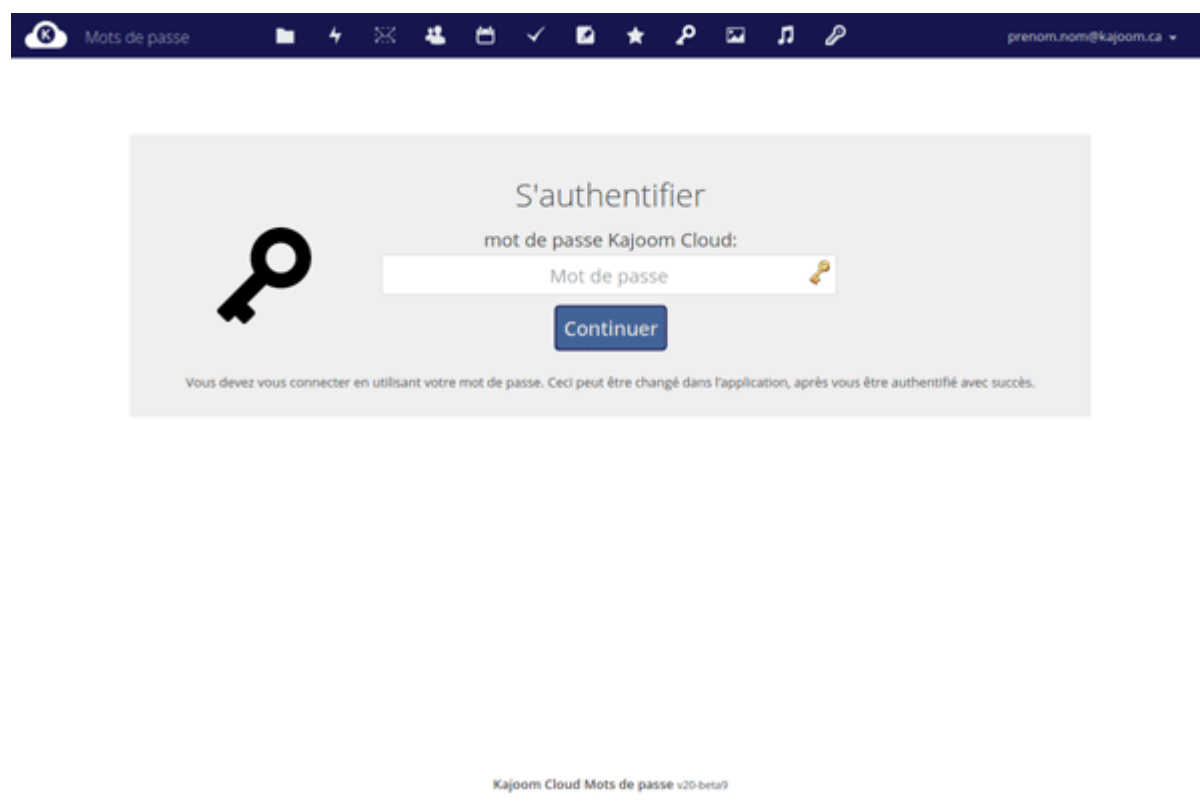 K
Mots de passe
prenom.nom@kajoom.ca
S'authentifier
mot de passe Kajoom Cloud:
Mot de passe
Continuer
Vous devez vous connecter en utilisant votre mot de passe. Ceci peut être changé dans l'application, après vous être authentifié avec succès.
Kajoom Cloud Mots de passe v20-beta9